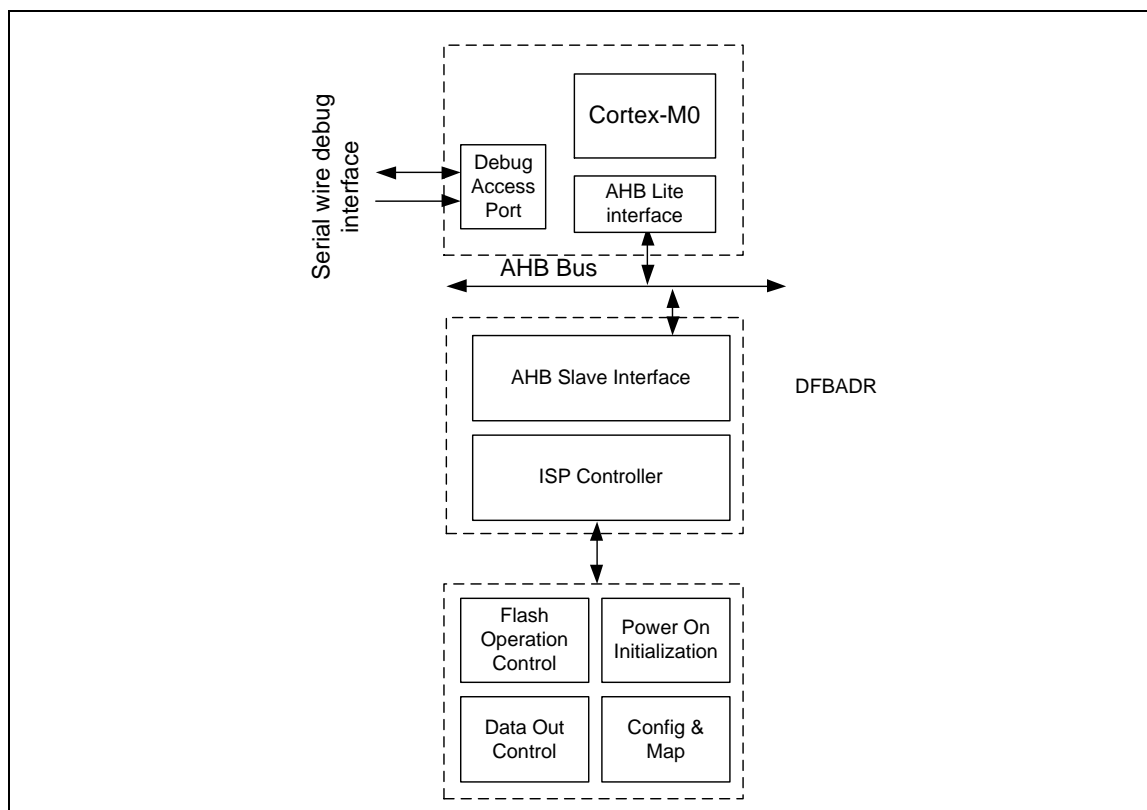 Serial wire debug
interface
Cortex-M0
Debug
Access
Port
AHB Lite
interface
AHB Bus
AHB Slave Interface
DFBADR
ISP Controller
Flash
Operation
Control
Power On
Initialization
Data Out
Control
Config &
Map